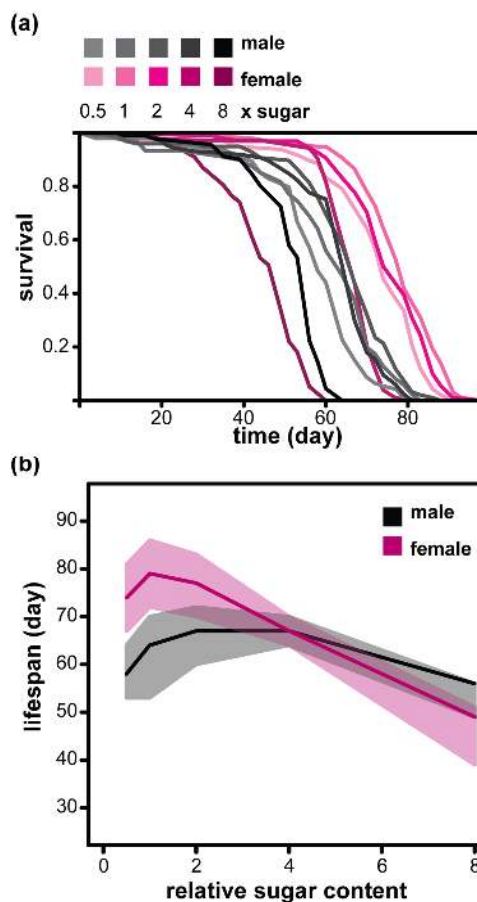 (a)
male
female
0.5 1 2 4 8 x sugar
survival
0.8
0.6
0.4
0.2
20 40 60 80
time (day)
(b)
male
female
lifespan (day)
90
80
70
60
50
40
30
0 2 4 6 8
relative sugar content